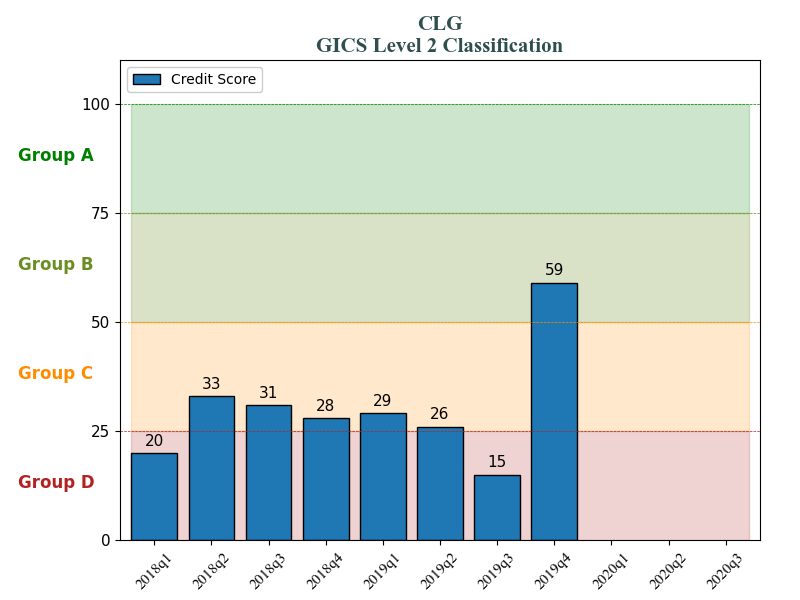 CLG
GICS Level 2 Classification
Credit Score
100
Group A
75
Group B
50
Group C
25
Group D
0
20
33
31
28
29
26
15
59
2018q1
2018q2
2018q3
2018q4
2019q1
2019q2
2019q3
2019q4
2020q1
2020q2
2020q3